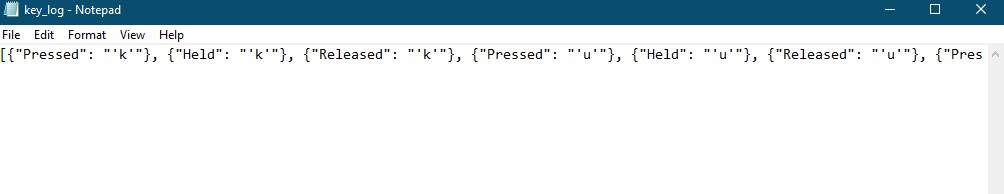 key_log - Notepad
File Edit Format View Help
[{"Pressed": "'k'"}, {"Held": "'k'"}, {"Released": "'k'"}, {"Pressed": "'u'"}, {"Held": "'u'"}, {"Released": "'u'"}, {"Pres